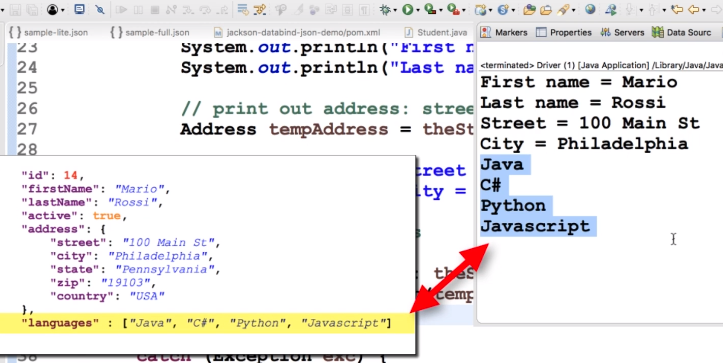 sample-lite.json
sample-full.json
jackson-databind-json-demo/pom.xml
Student.java
Markers
Properties
Servers
Data Sourc
23 System.out.println("First n
24 System.out.println("Last na
25
26 // print out address: stree
27 Address tempAddress = theSt
28
<terminated> Driver (1) [Java Application] /Library/Java/Java
First name = Mario
Last name = Rossi
Street = 100 Main St
City = Philadelphia
Java
C#
Python
Javascript
"id": 14,
"firstName": "Mario",
"lastName": "Rossi",
"active": true,
"address": {
"street": "100 Main St",
"city": "Philadelphia",
"state": "Pennsylvania",
"zip": "19103",
"country": "USA"
},
"languages" : ["Java", "C#", "Python", "Javascript"]
treet
ity =
s
: theS
/temp
catch (Exception exc) {